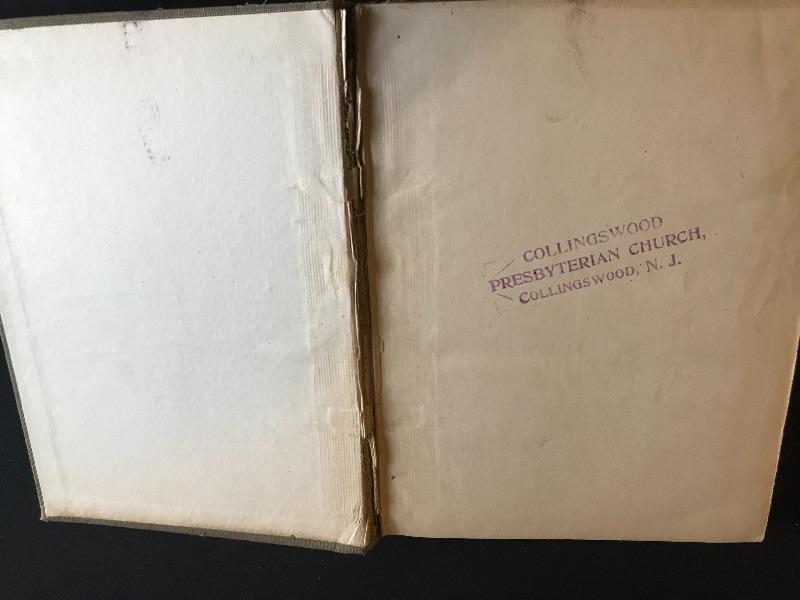 COLLINGSWOOD
PRESBYTERIAN CHURCH,
COLLINGSWOOD, N. J.